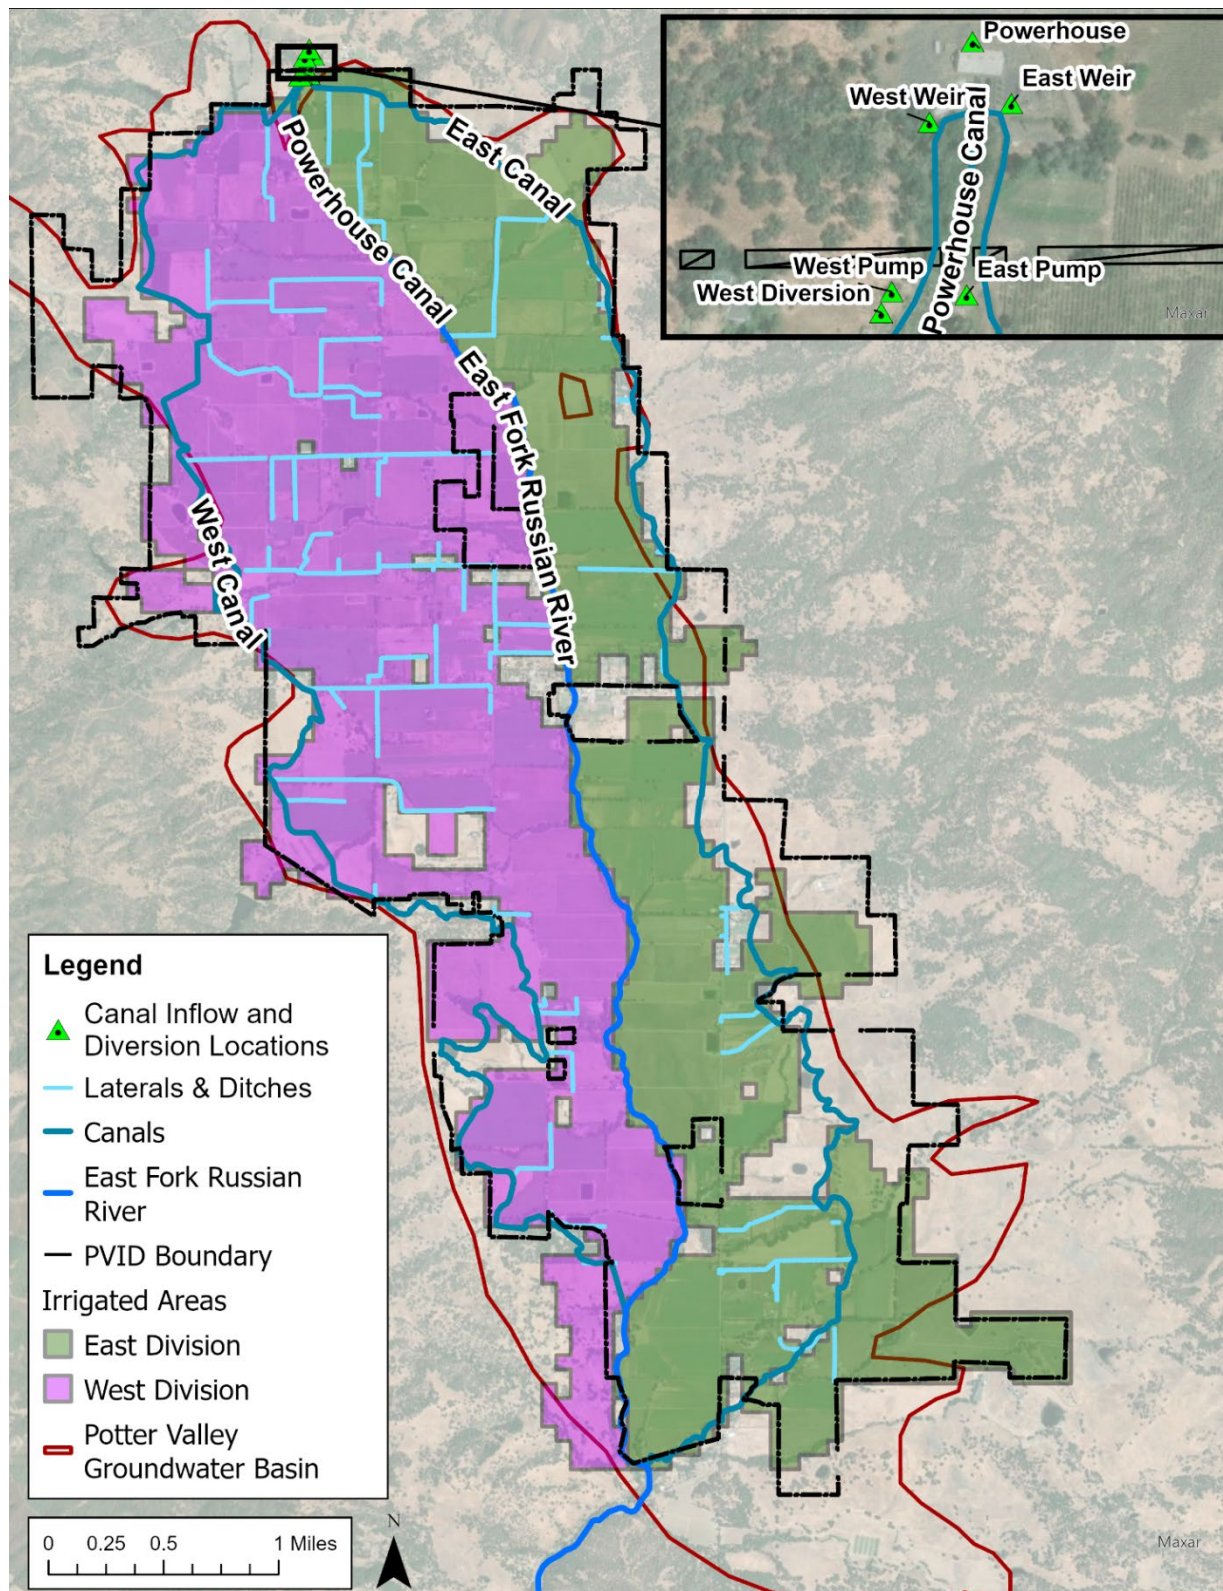 Powerhouse
East Weir
West Weir
Powerhouse Canal
West Pump
East Pump
West Diversion
Maxar
East Canal
Powerhouse Canal
East Fork Russian River
West Canal
Legend
Canal Inflow and
Diversion Locations
Laterals & Ditches
Canals
East Fork Russian
River
PVID Boundary
Irrigated Areas
East Division
West Division
Potter Valley
Groundwater Basin
0 0.25 0.5 1 Miles
N
Maxar